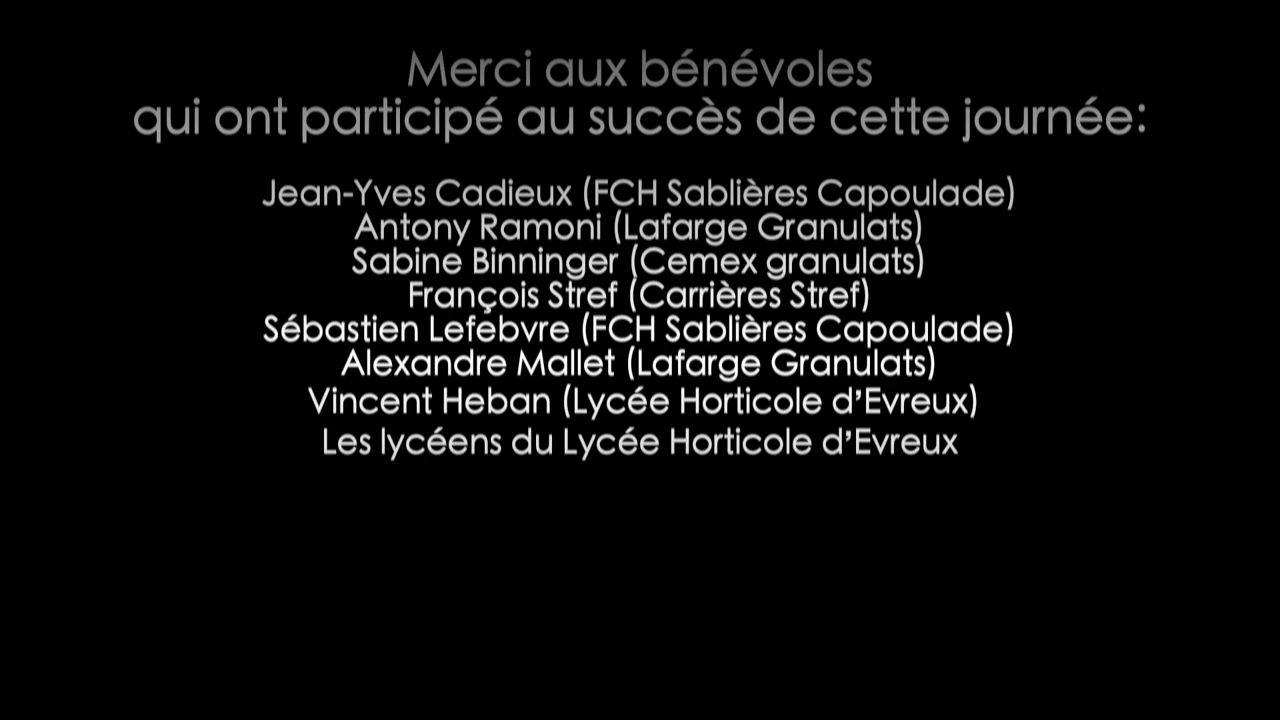 Merci aux bénévoles
qui ont participé au succès de cette journée:
Jean-Yves Cadieux (FCH Sablières Capoulade)
Antony Ramoni (Lafarge Granulats)
Sabine Binninger (Cemex granulats)
François Stref (Carrières Stref)
Sébastien Lefebvre (FCH Sablières Capoulade)
Alexandre Mallet (Lafarge Granulats)
Vincent Heban (Lycée Horticole d’Evreux)
Les lycéens du Lycée Horticole d’Evreux